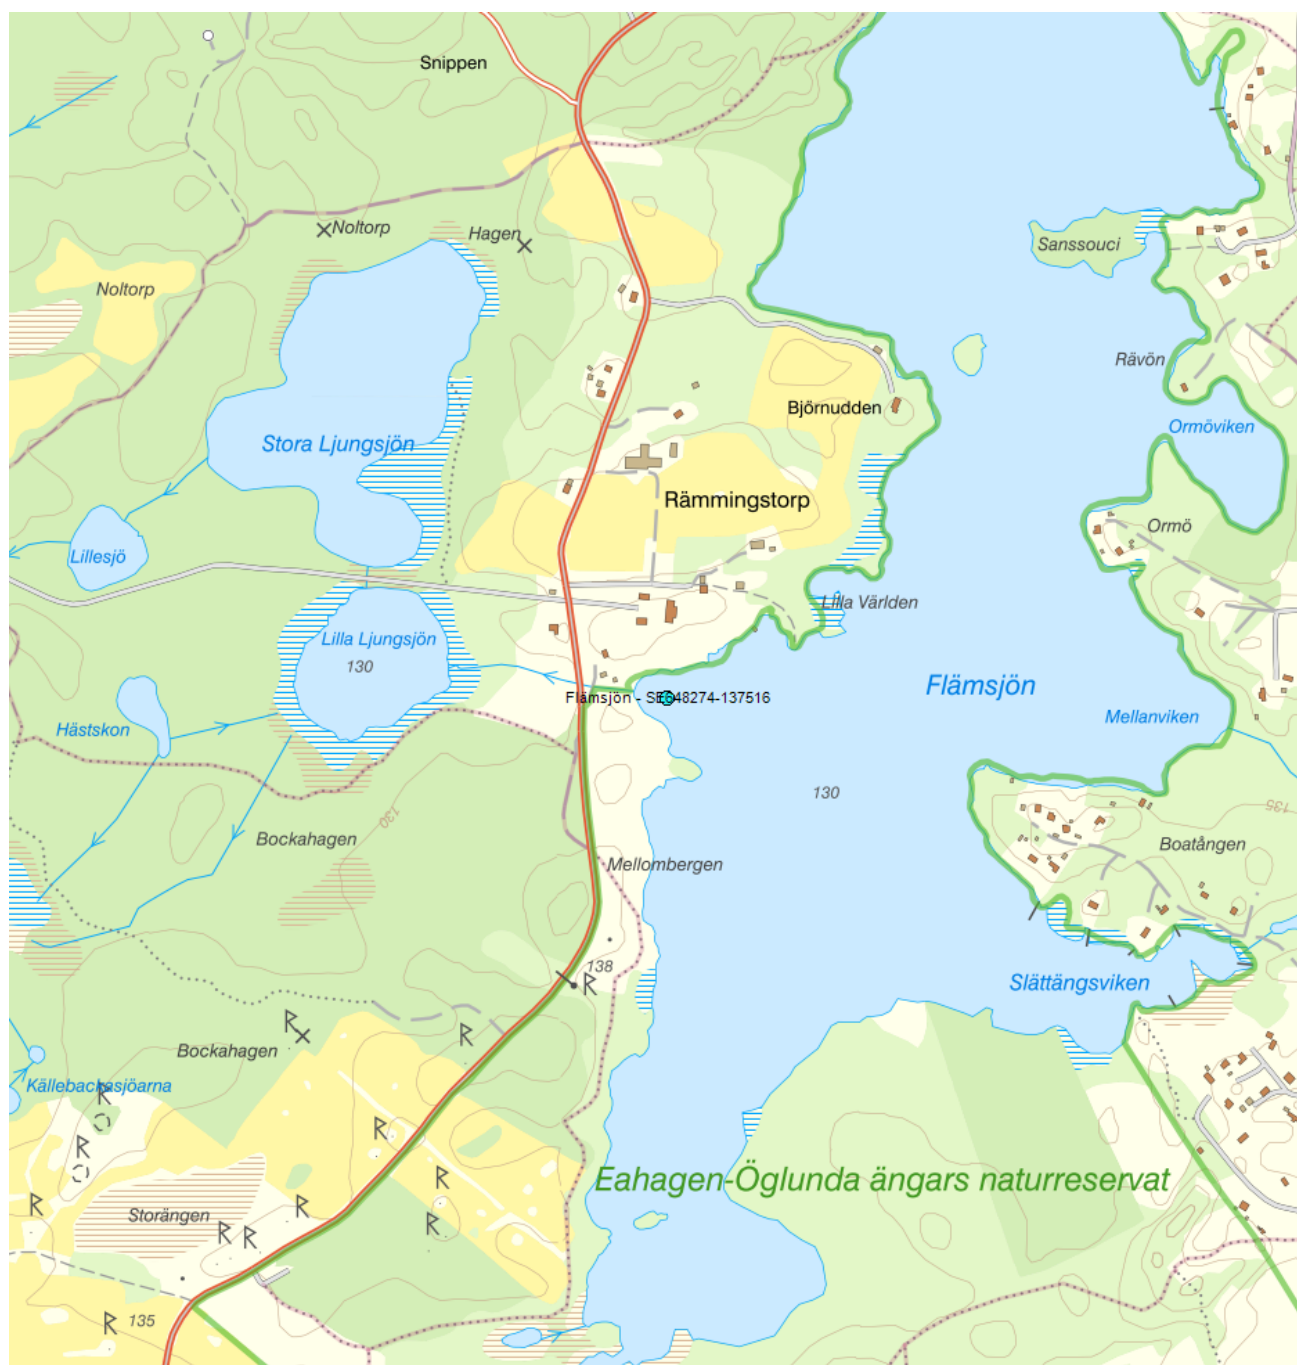 Snippen
Noltorp
Hagen
Sanssouci
Noltorp
Rävön
Björnudden
Ormöviken
Stora Ljungsjön
Rämmingstorp
Ormö
Lillesjö
Lilla Världen
Lilla Ljungsjön
130
Flämsjön
Flämsjön - SE648274-137516
Mellanviken
Hästskon
130
135
130
Bockahagen
Boatången
Mellombergen
138
Slättängsviken
Bockahagen
Källebackasjöarna
Eahagen-Öglunda ängars naturreservat
Storängen
135